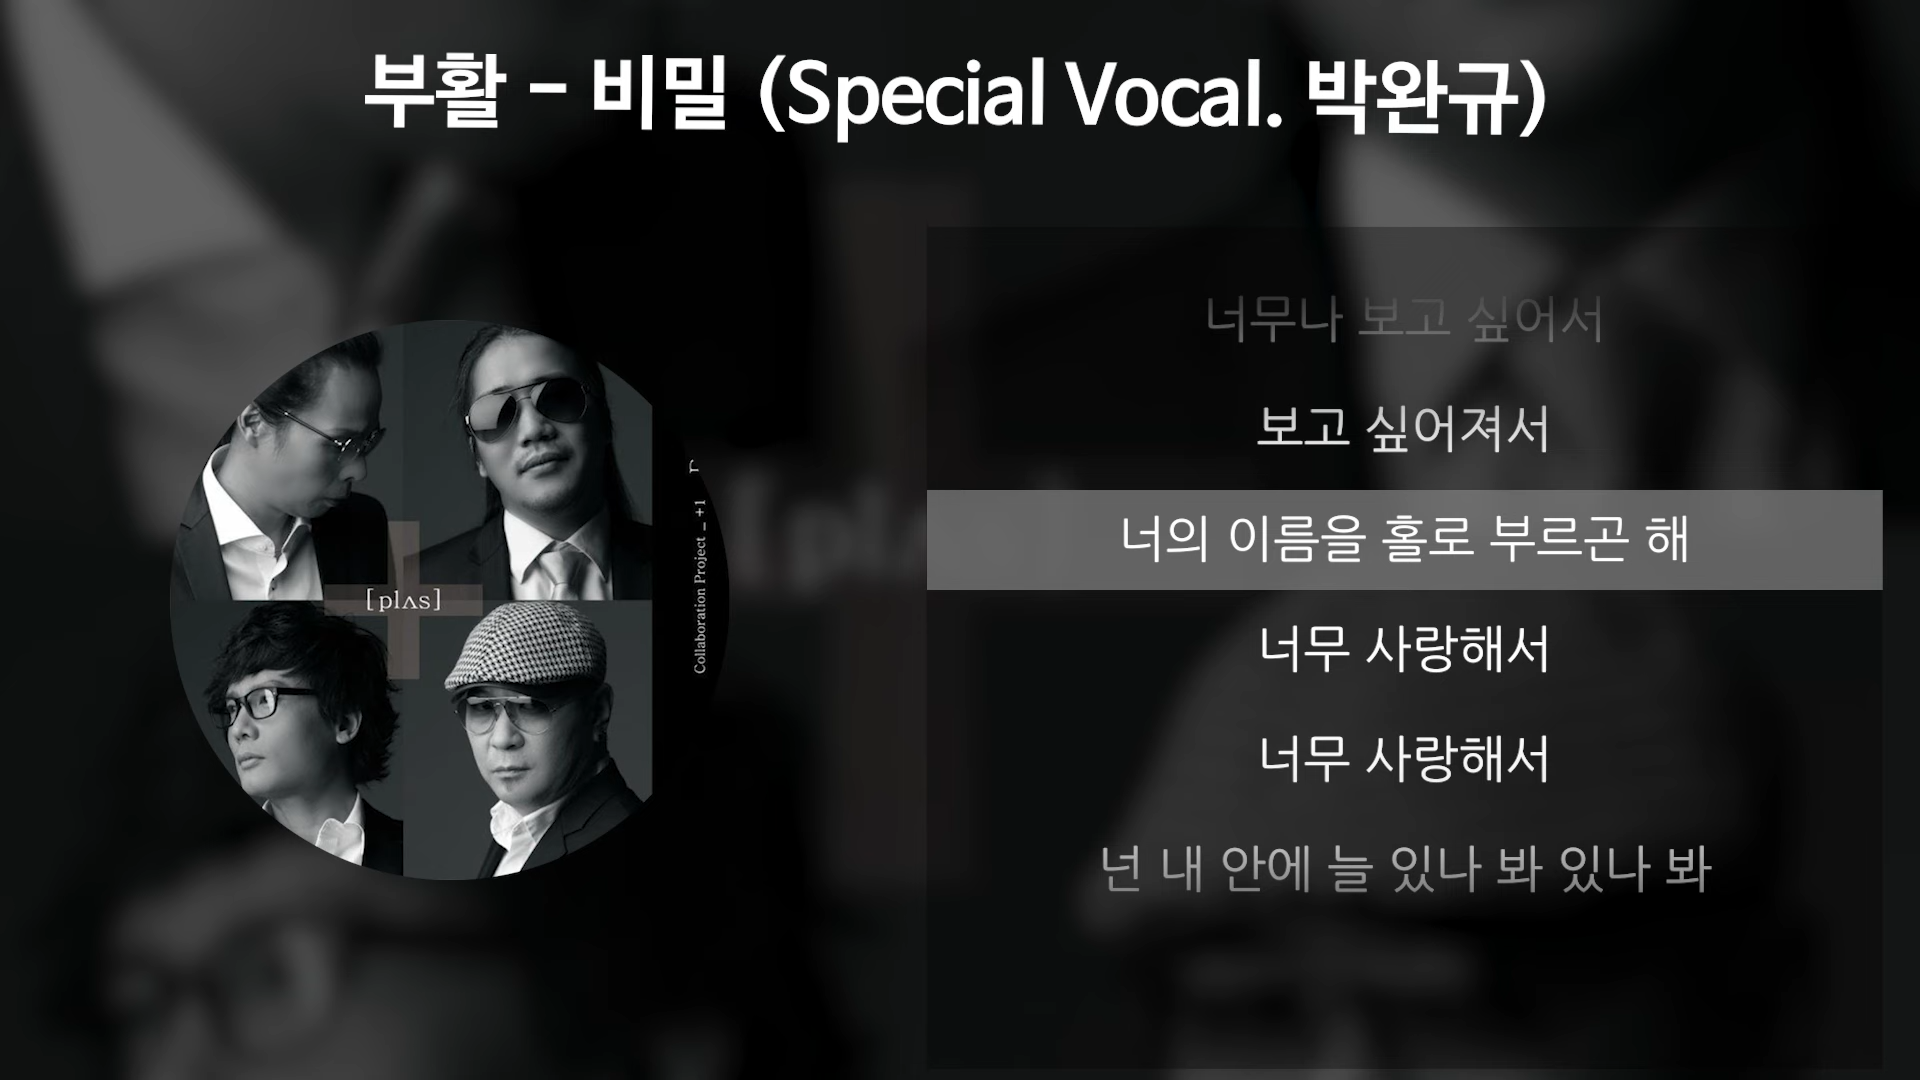 부활 - 비밀 (Special Vocal. 박완규)
너무나 보고 싶어서
보고 싶어져서
너의 이름을 홀로 부르곤 해
너무 사랑해서
너무 사랑해서
넌 내 안에 늘 있나 봐 있나 봐
[plʌs]
Collaboration Project _ +1